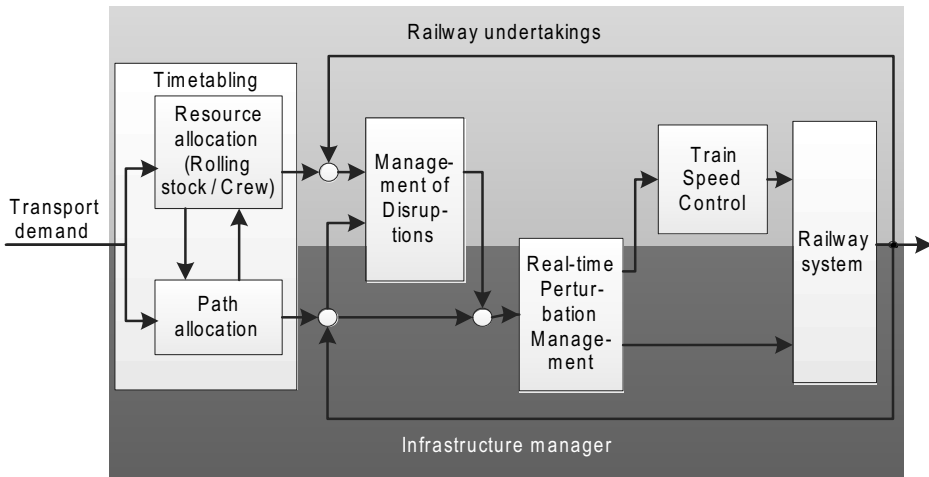 Railway undertakings
Timetabling
Resource
allocation
(Rolling
stock / Crew)
Transport
demand
Path
allocation
Manage-
ment of
Disrup-
tions
Real-time
Pertur-
bation
Manage-
ment
Train
Speed
Control
Railway
system
Infrastructure manager